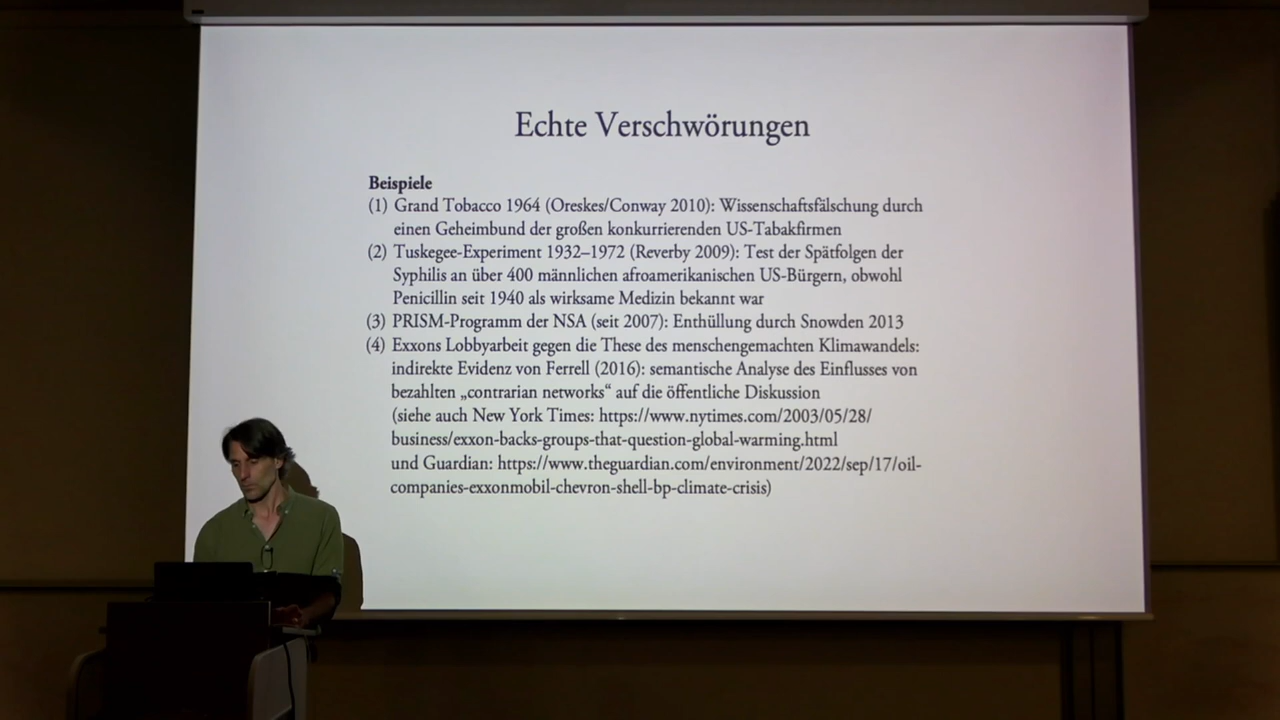 Echte Verschwörungen
Beispiele
(1) Grand Tobacco 1964 (Oreskes/Conway 2010): Wissenschaftsfälschung durch
einen Geheimbund der großen konkurrierenden US-Tabakfirmen
(2) Tuskegee-Experiment 1932–1972 (Reverby 2009): Test der Spätfolgen der
Syphilis an über 400 männlichen afroamerikanischen US-Bürgern, obwohl
Penicillin seit 1940 als wirksame Medizin bekannt war
(3) PRISM-Programm der NSA (seit 2007): Enthüllung durch Snowden 2013
(4) Exxons Lobbyarbeit gegen die These des menschengemachten Klimawandels:
indirekte Evidenz von Ferrell (2016): semantische Analyse des Einflusses von
bezahlten „contrarian networks“ auf die öffentliche Diskussion
(siehe auch New York Times: https://www.nytimes.com/2003/05/28/
business/exxon-backs-groups-that-question-global-warming.html
und Guardian: https://www.theguardian.com/environment/2022/sep/17/oil-
companies-exxonmobil-chevron-shell-bp-climate-crisis)